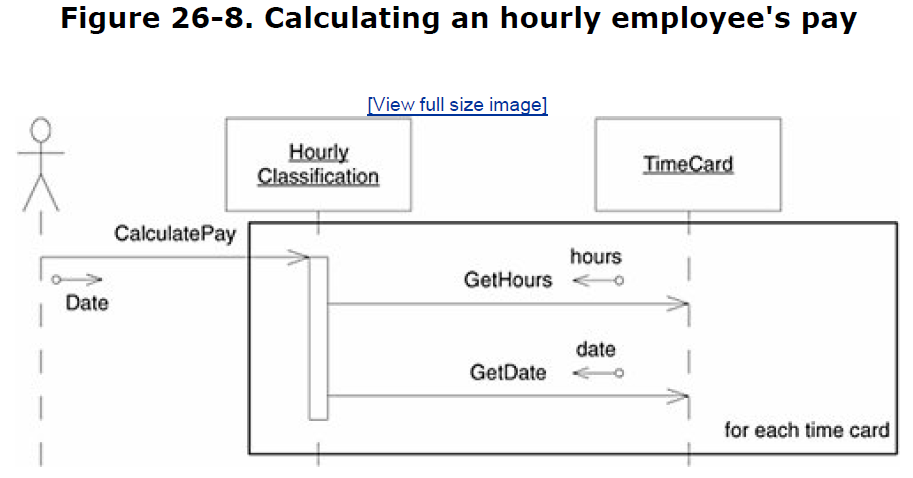 Figure 26-8. Calculating an hourly employee's pay
[View full size image]
Hourly
Classification
TimeCard
CalculatePay
hours
GetHours
Date
date
GetDate
for each time card